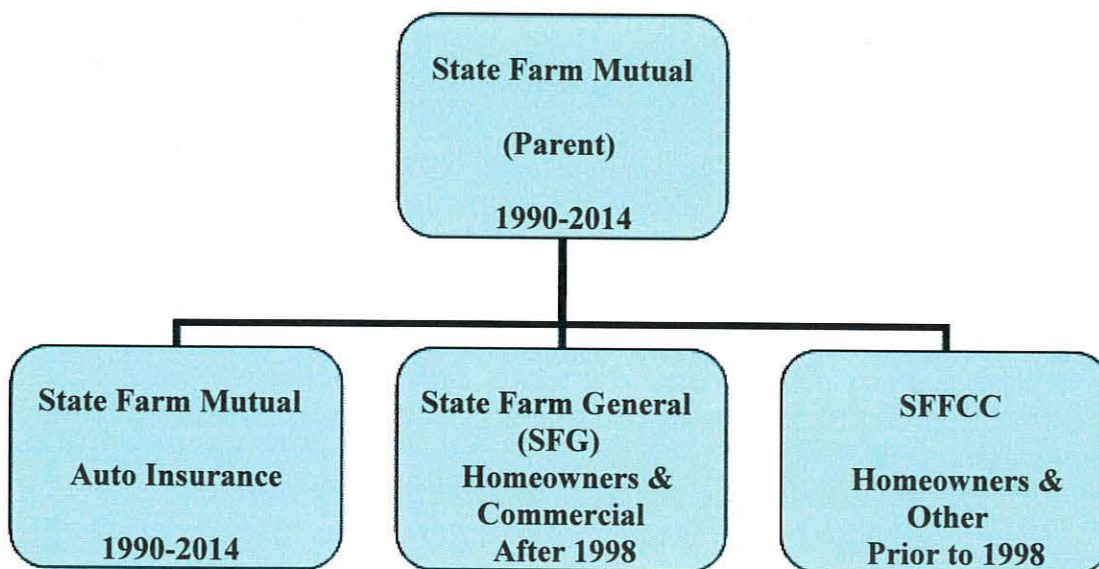 State Farm Mutual
(Parent)
1990-2014
State Farm Mutual
Auto Insurance
1990-2014
State Farm General
(SFG)
Homeowners &
Commercial
After 1998
SFFCC
Homeowners &
Other
Prior to 1998